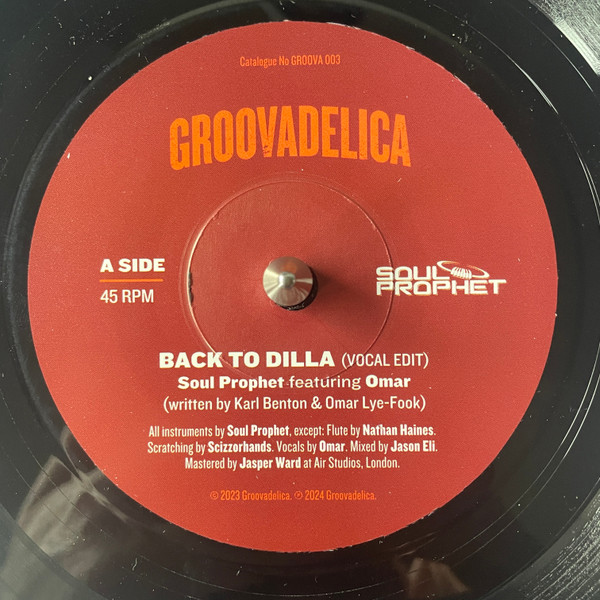 Catalogue No GROOVA 003
GROOVADELICA
A SIDE
45 RPM
SOUL
PROPHET
BACK TO DILLA (VOCAL EDIT)
Soul Prophet featuring Omar
(written by Karl Benton & Omar Lye-Fook)
All instruments by Soul Prophet, except: Flute by Nathan Haines.
Scratching by Scizzorhands. Vocals by Omar. Mixed by Jason Eli.
Mastered by Jasper Ward at Air Studios, London.
© 2023 Groovadelica. ℗ 2024 Groovadelica.